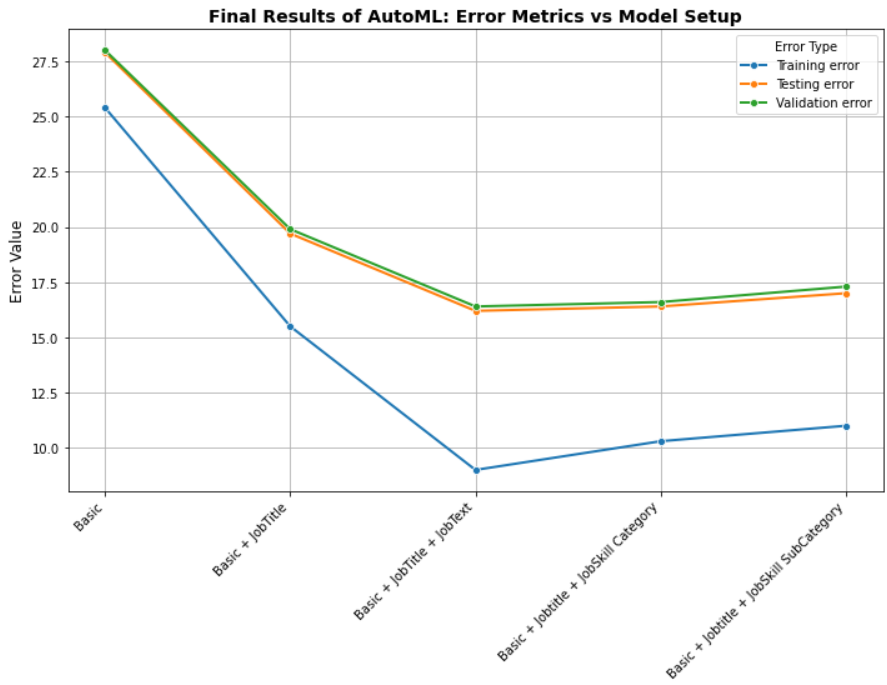 Final Results of AutoML: Error Metrics vs Model Setup
Error Type
Training error
Testing error
Validation error
27.5
25.0
22.5
20.0
17.5
15.0
12.5
10.0
Error Value
Basic
Basic + JobTitle
Basic + JobTitle + JobText
Basic + Jobtitle + JobSkill Category
Basic + Jobtitle + JobSkill SubCategory